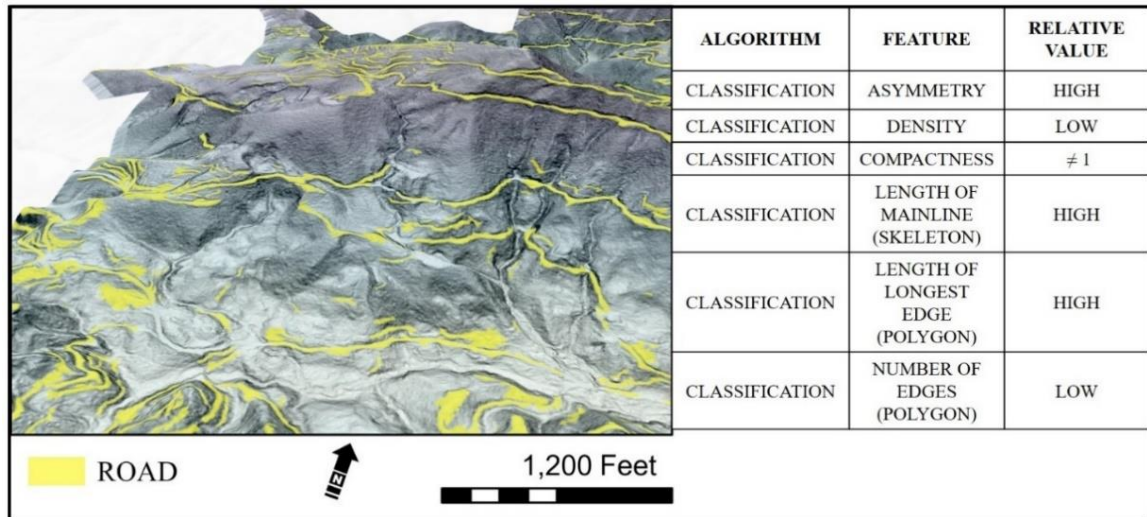 ALGORITHM FEATURE RELATIVE
VALUE
CLASSIFICATION ASYMMETRY HIGH
CLASSIFICATION DENSITY LOW
CLASSIFICATION COMPACTNESS ≠ 1
CLASSIFICATION LENGTH OF
MAINLINE
(SKELETON) HIGH
CLASSIFICATION LENGTH OF
LONGEST
EDGE
(POLYGON) HIGH
CLASSIFICATION NUMBER OF
EDGES
(POLYGON) LOW
ROAD
N
1,200 Feet